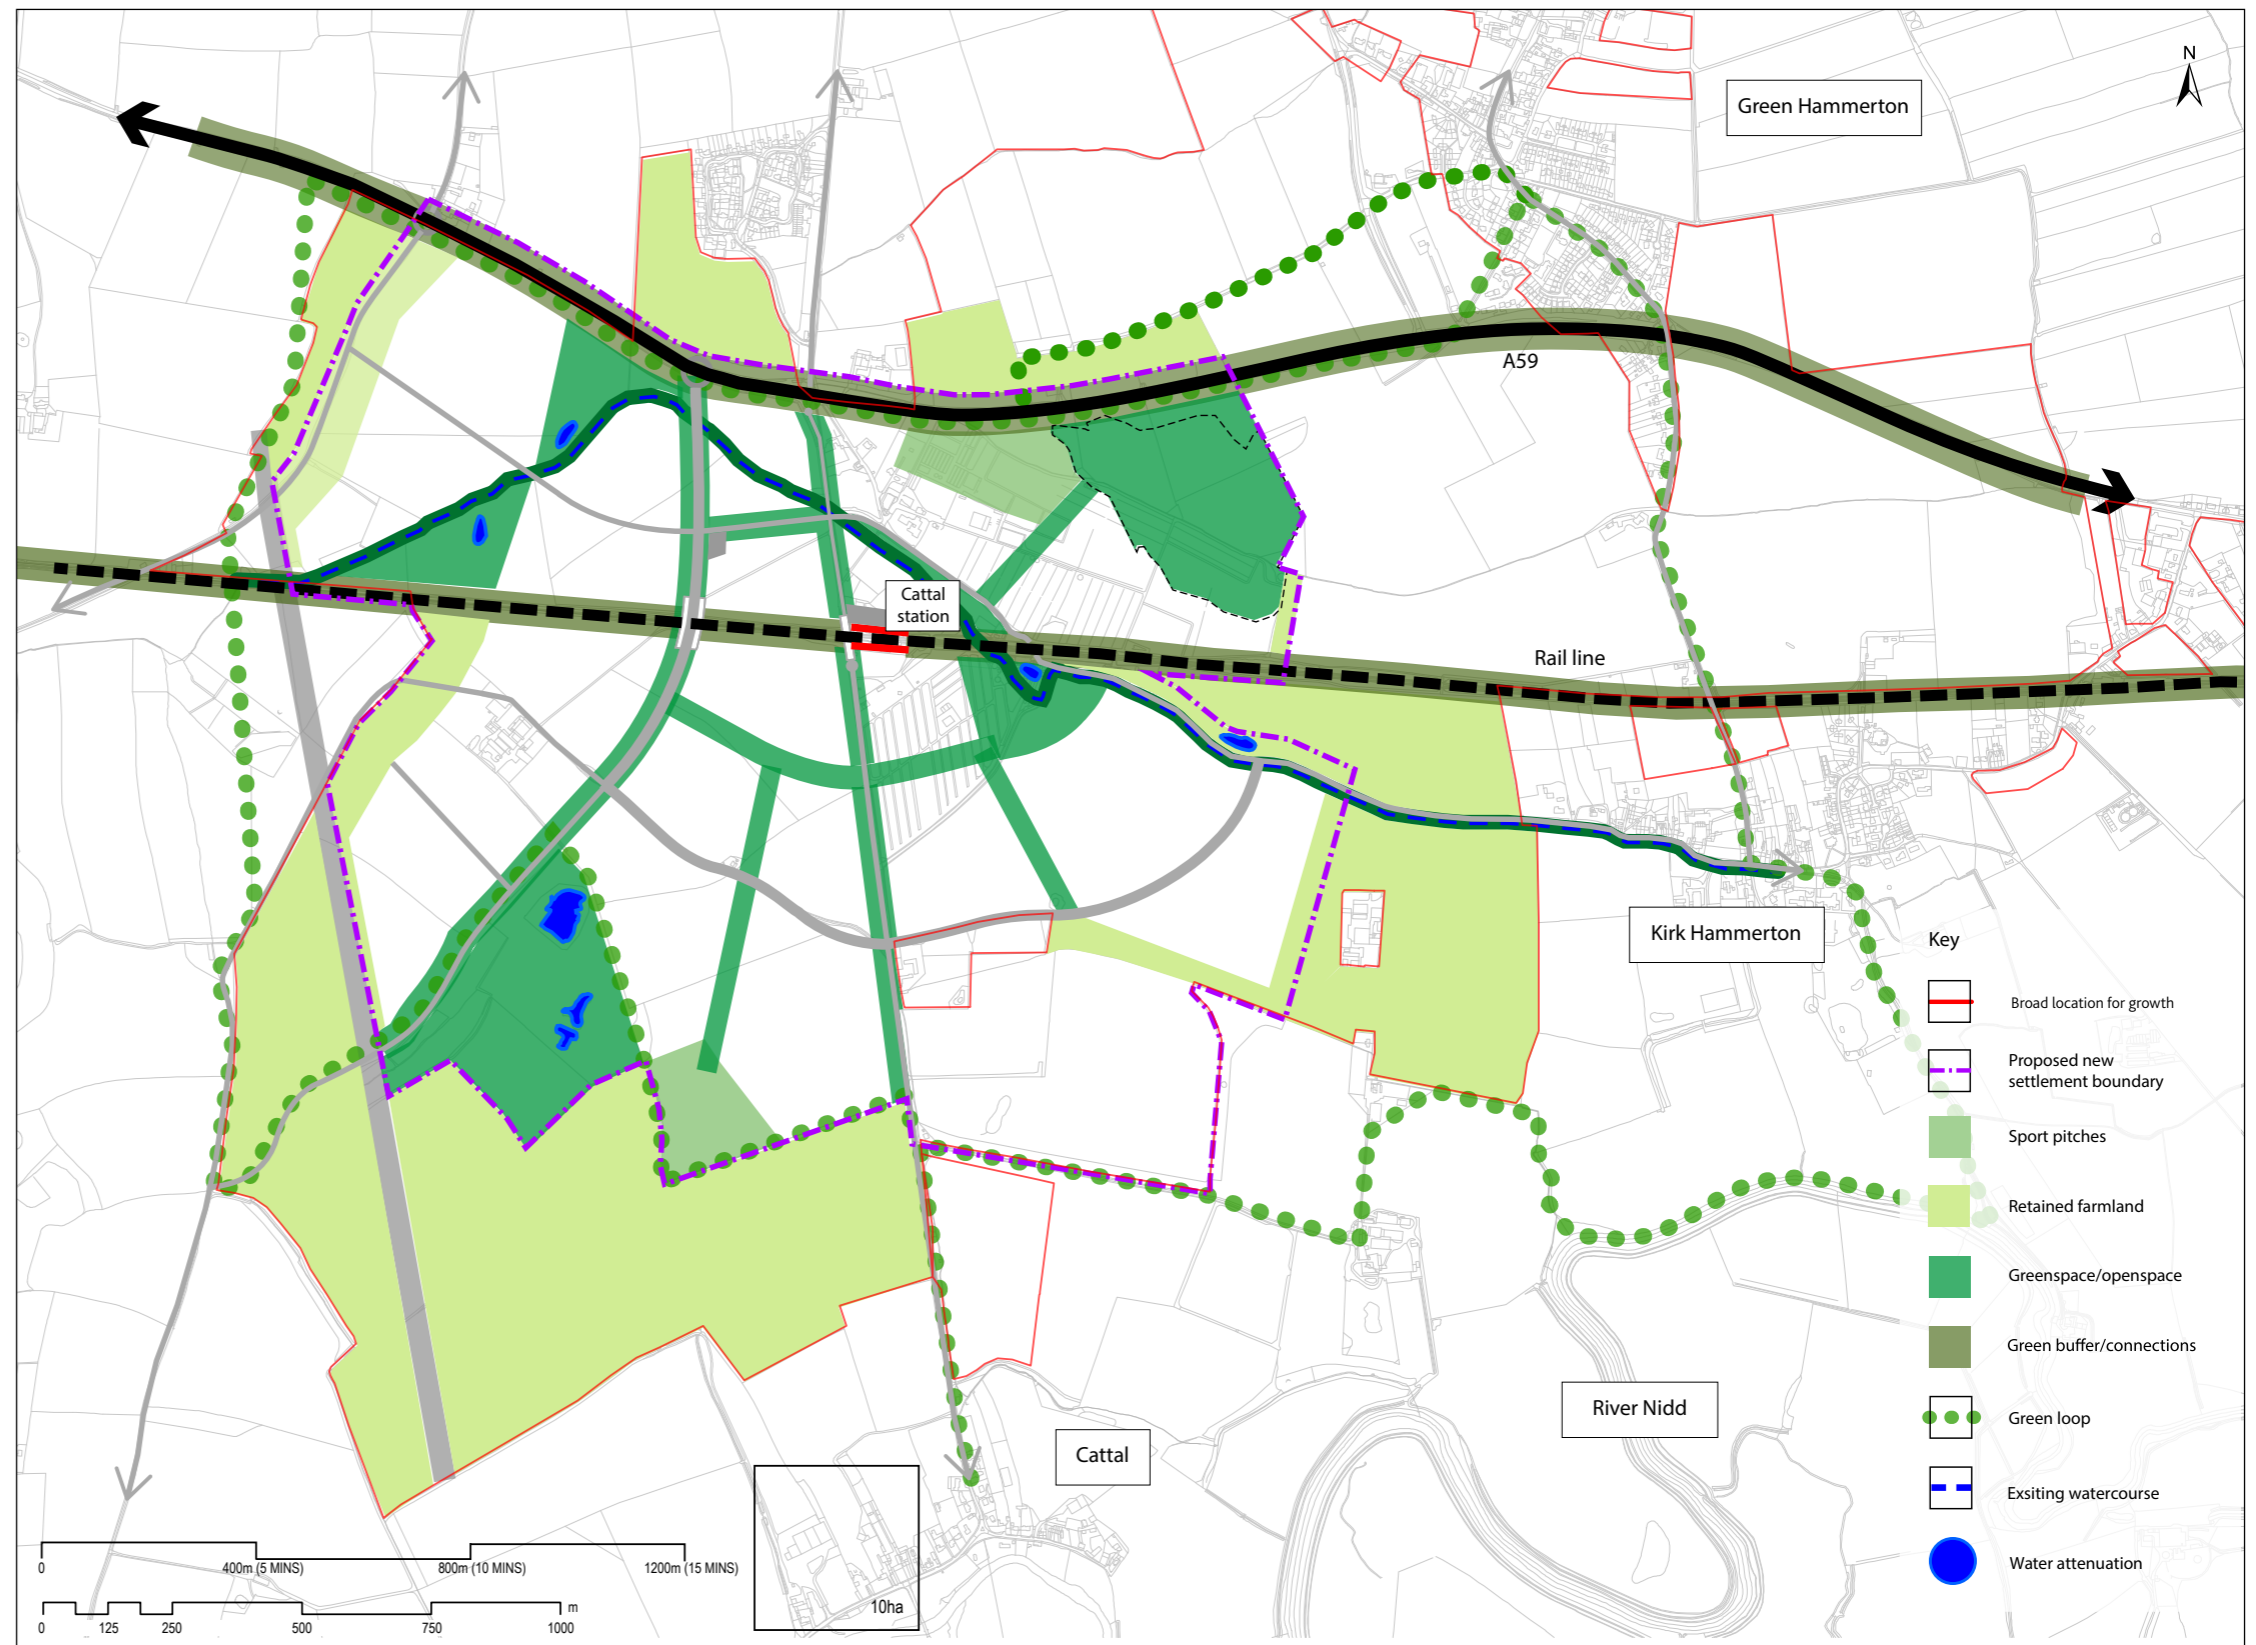 N
Green Hammerton
A59
Cattal
station
Rail line
Kirk Hammerton
River Nidd
Cattal
Key
Broad location for growth
Proposed new
settlement boundary
Sport pitches
Retained farmland
Greenspace/openspace
Green buffer/connections
Green loop
Exsiting watercourse
Water attenuation
0
400m (5 MINS)
800m (10 MINS)
1200m (15 MINS)
m
0
125
250
500
750
1000
10ha